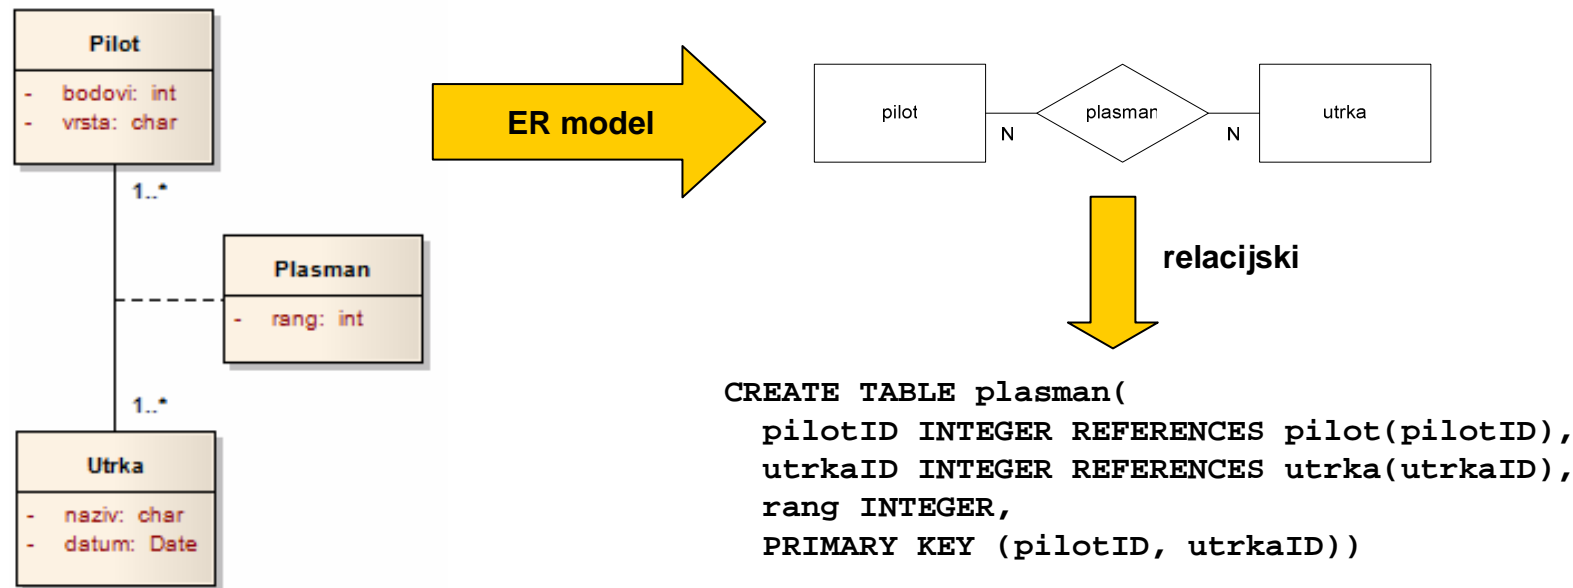 Pilot
- bodovi: int
- vrsta: char
1..*
Plasman
- rang: int
1..*
Utrka
- naziv: char
- datum: Date
ER model
pilot
N
plasman
N
utrka
relacijski
CREATE TABLE plasman(
pilotID INTEGER REFERENCES pilot(pilotID),
utrkaID INTEGER REFERENCES utrka(utrkaID),
rang INTEGER,
PRIMARY KEY (pilotID, utrkaID))